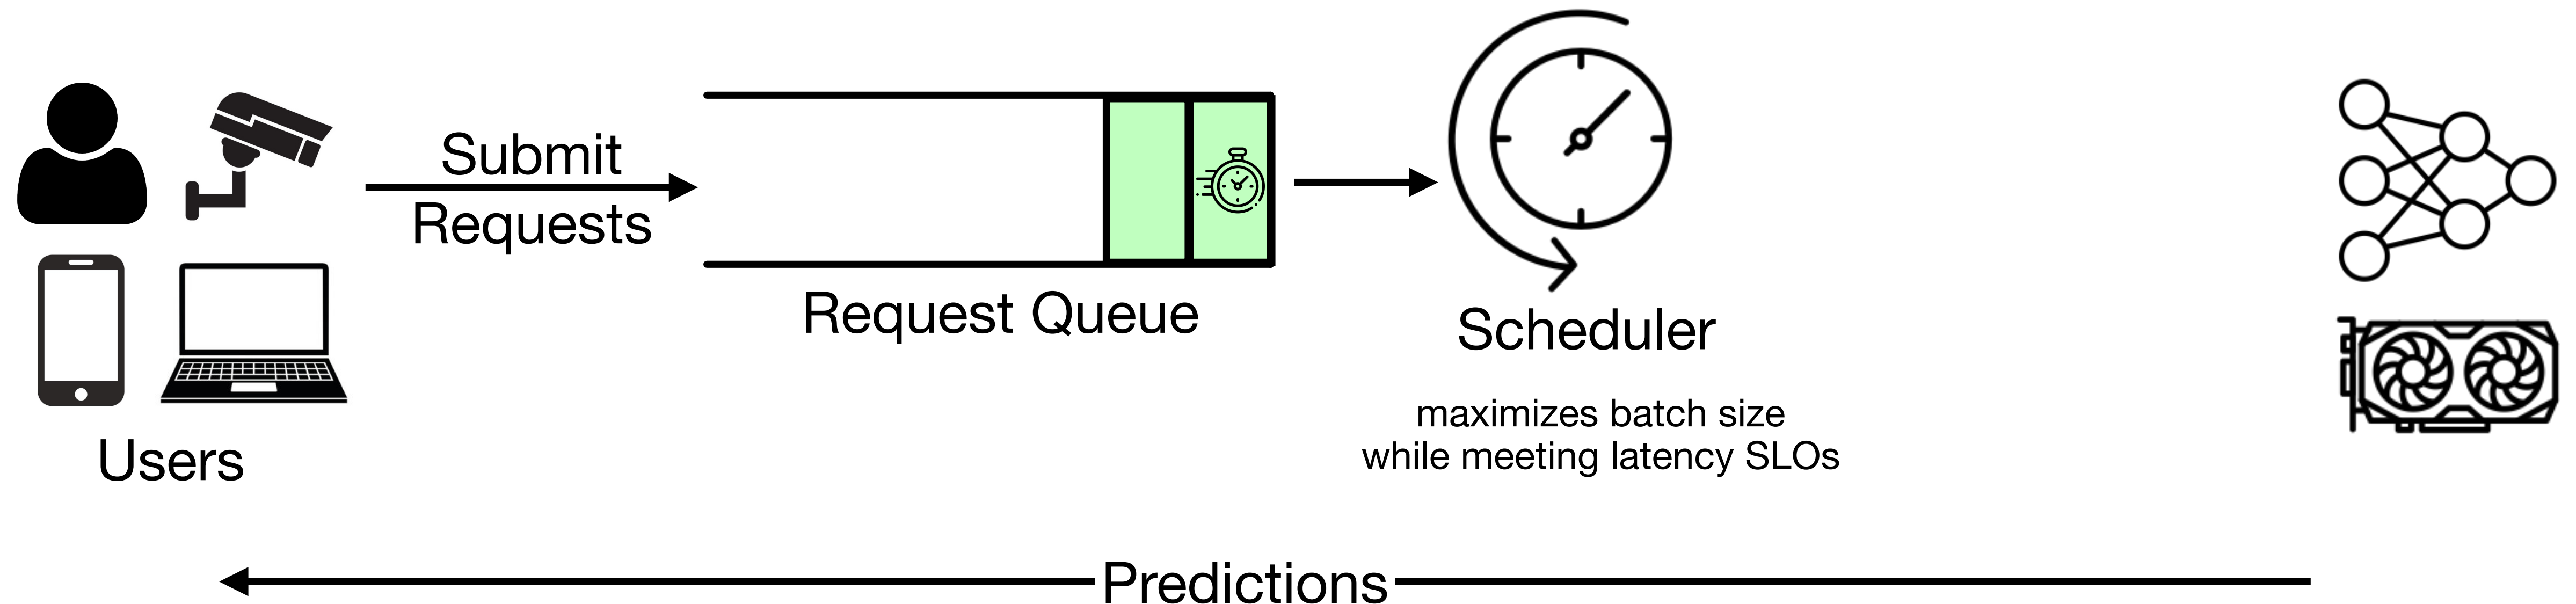 Submit
Requests
Request Queue
Scheduler
maximizes batch size
while meeting latency SLOs
Users
Predictions